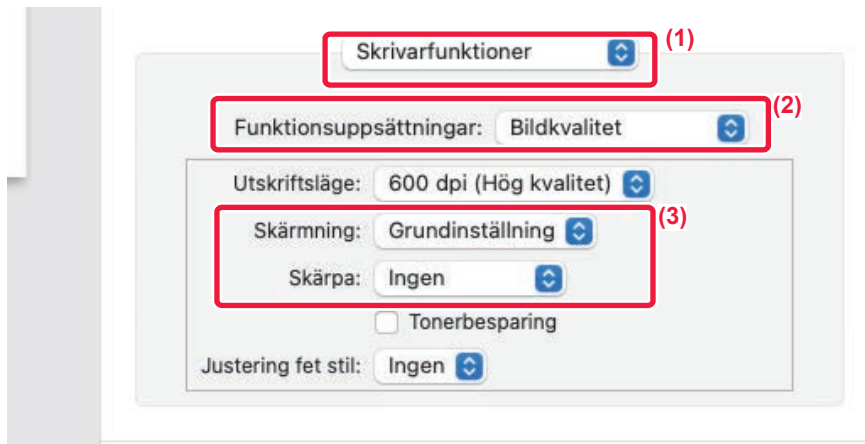 Skrivarfunktioner
(1)
Funktionsuppsättningar: Bildkvalitet
(2)
Utskriftsläge: 600 dpi (Hög kvalitet)
Skärmning: Grundinställning
(3)
Skärpa: Ingen
Tonerbesparing
Justering fet stil: Ingen